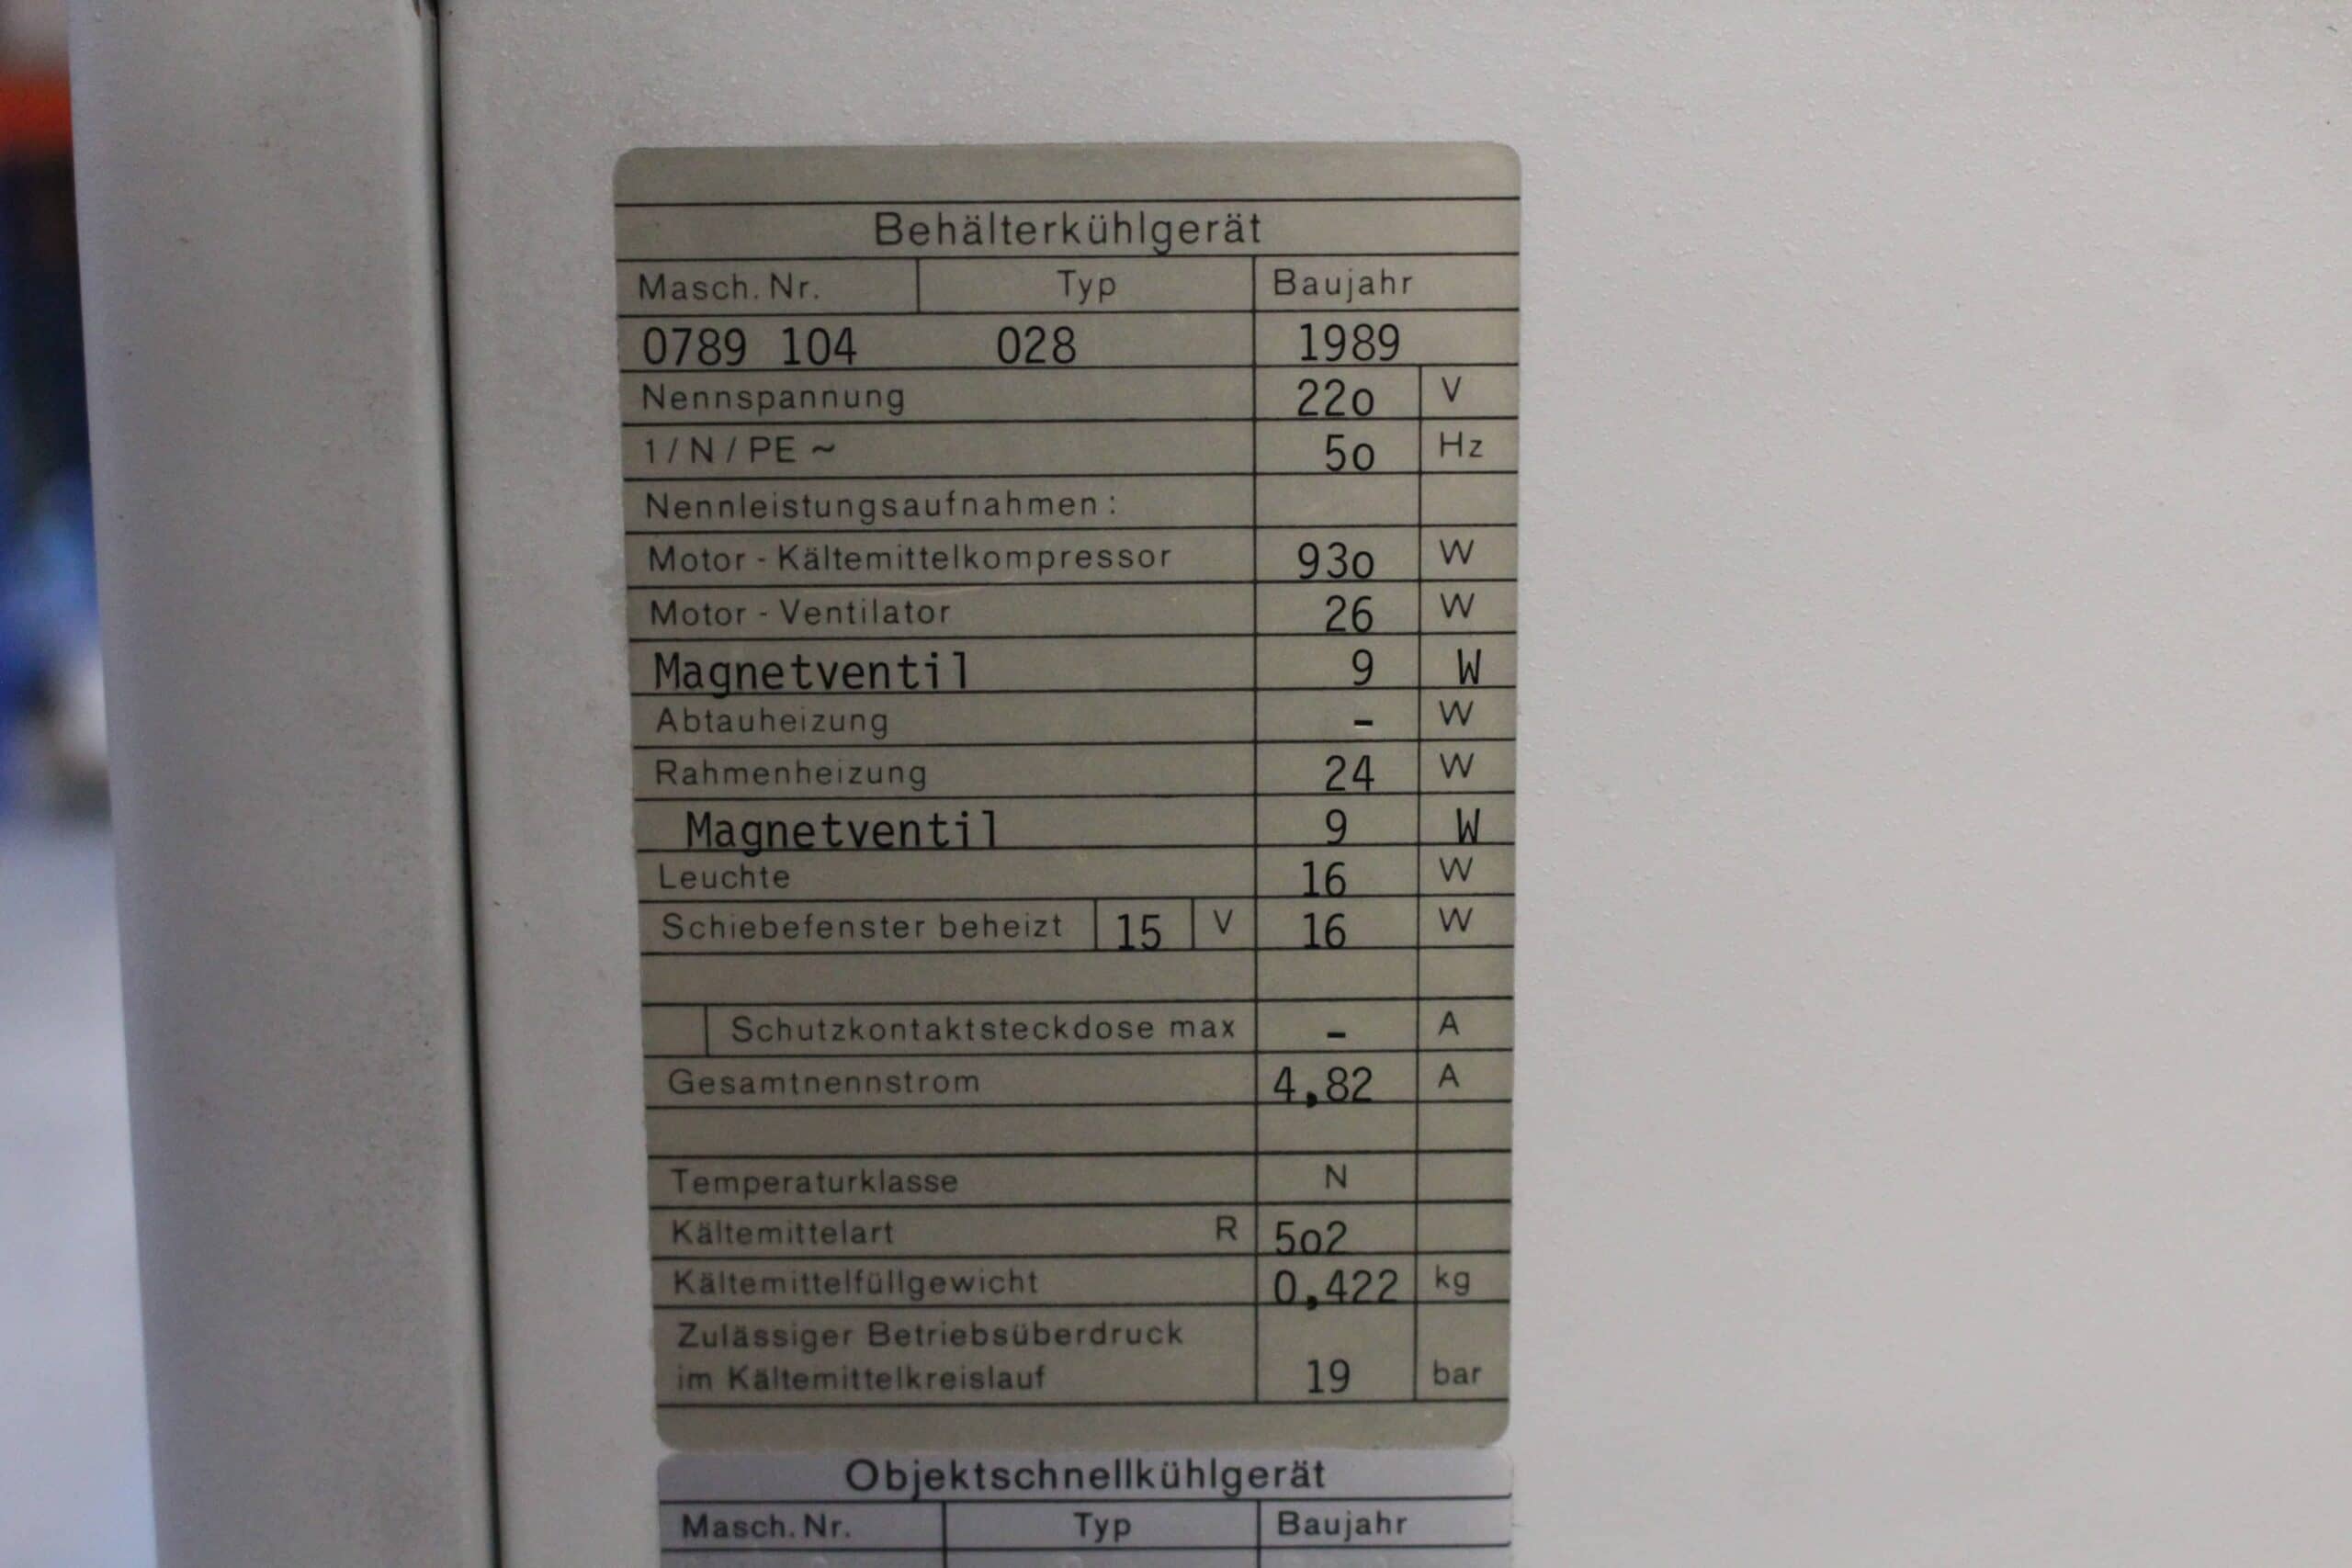 Behälterkühlgerät
Masch. Nr. Typ Baujahr
0789 104 028 1989
Nennspannung 22o V
1/N/PE ~ 5o Hz
Nennleistungsaufnahmen:
Motor - Kältemittelkompressor 93o W
Motor - Ventilator 26 W
Magnetventil 9 W
Abtauheizung - W
Rahmenheizung 24 W
Magnetventil 9 W
Leuchte 16 W
Schiebefenster beheizt 15 V 16 W
Schutzkontaktsteckdose max - A
Gesamtnennstrom 4,82 A
Temperaturklasse N
Kältemittelart R 5o2
Kältemittelfüllgewicht 0,422 kg
Zulässiger Betriebsüberdruck
im Kältemittelkreislauf 19 bar
Objektschnellkühlgerät
Masch. Nr. Typ Baujahr